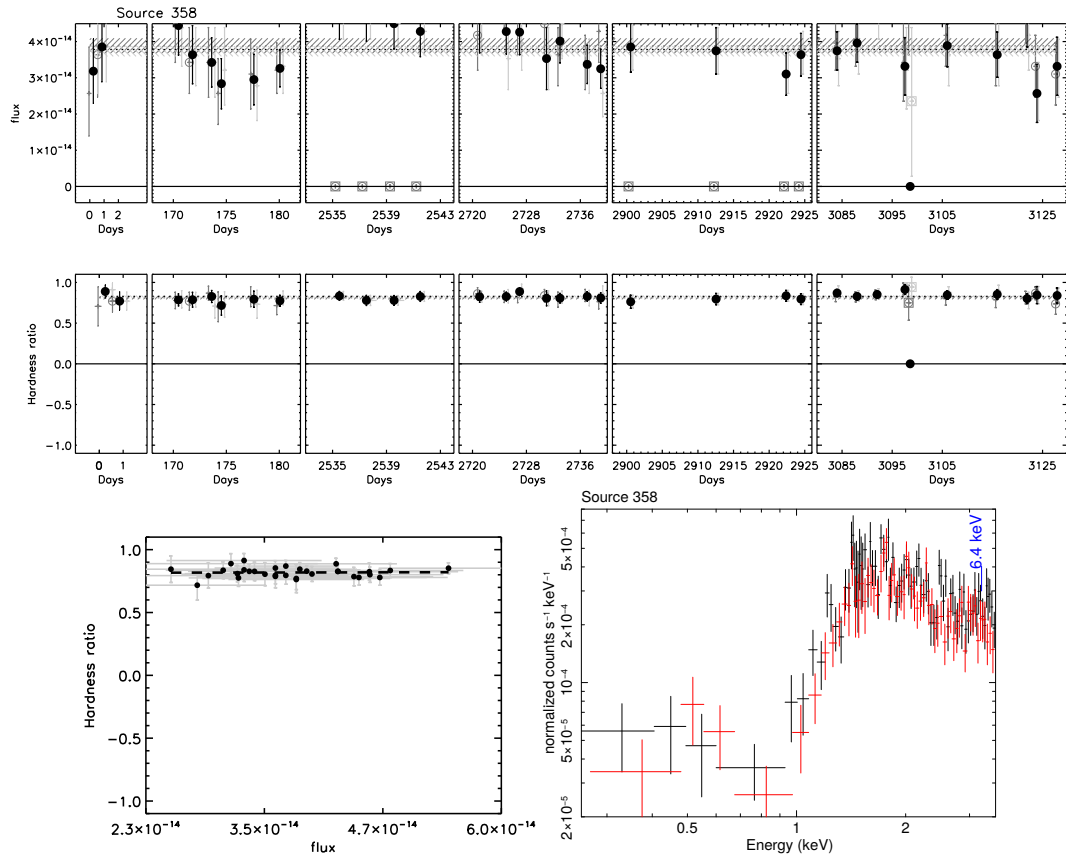 Source 358
4×10⁻¹⁴
3×10⁻¹⁴
2×10⁻¹⁴
1×10⁻¹⁴
0
flux
0 1 2
170 175 180
2535 2539 2543
2720 2728 2736
2900 2905 2910 2915 2920 2925
3085 3095 3105 3115 3125
Days Days Days Days Days Days
1.0
0.5
0.0
−0.5
−1.0
Hardness ratio
0 1
170 175 180
2535 2539 2543
2720 2728 2736
2900 2905 2910 2915 2920 2925
3085 3095 3105 3115 3125
Days Days Days Days Days Days
1.0
0.5
0.0
−0.5
−1.0
Hardness ratio
2.3×10⁻¹⁴ 3.5×10⁻¹⁴ 4.7×10⁻¹⁴ 6.0×10⁻¹⁴
flux
Source 358
6.4 keV
5×10⁻⁴
2×10⁻⁴
10⁻⁴
5×10⁻⁵
2×10⁻⁵
normalized counts s⁻¹ keV⁻¹
0.5 1 2
Energy (keV)